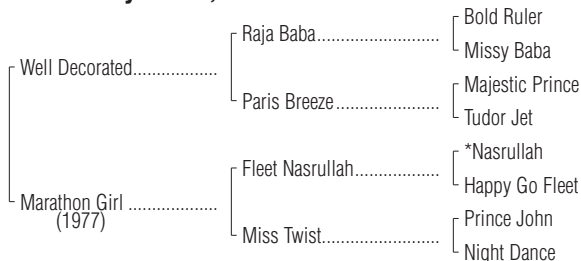 Bold Ruler
Raja Baba
Missy Baba
Well Decorated
Majestic Prince
Paris Breeze
Tudor Jet
*Nasrullah
Fleet Nasrullah
Happy Go Fleet
Marathon Girl
(1977)
Prince John
Miss Twist
Night Dance